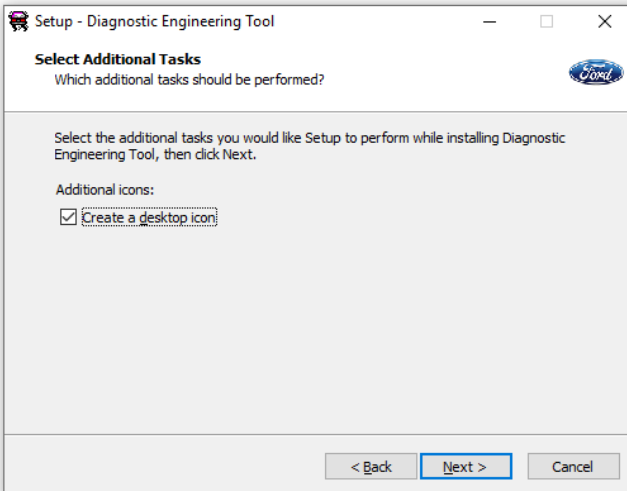 Setup - Diagnostic Engineering Tool
Select Additional Tasks
Which additional tasks should be performed?
Ford
Select the additional tasks you would like Setup to perform while installing Diagnostic
Engineering Tool, then click Next.
Additional icons:
Create a desktop icon
< Back
Next >
Cancel